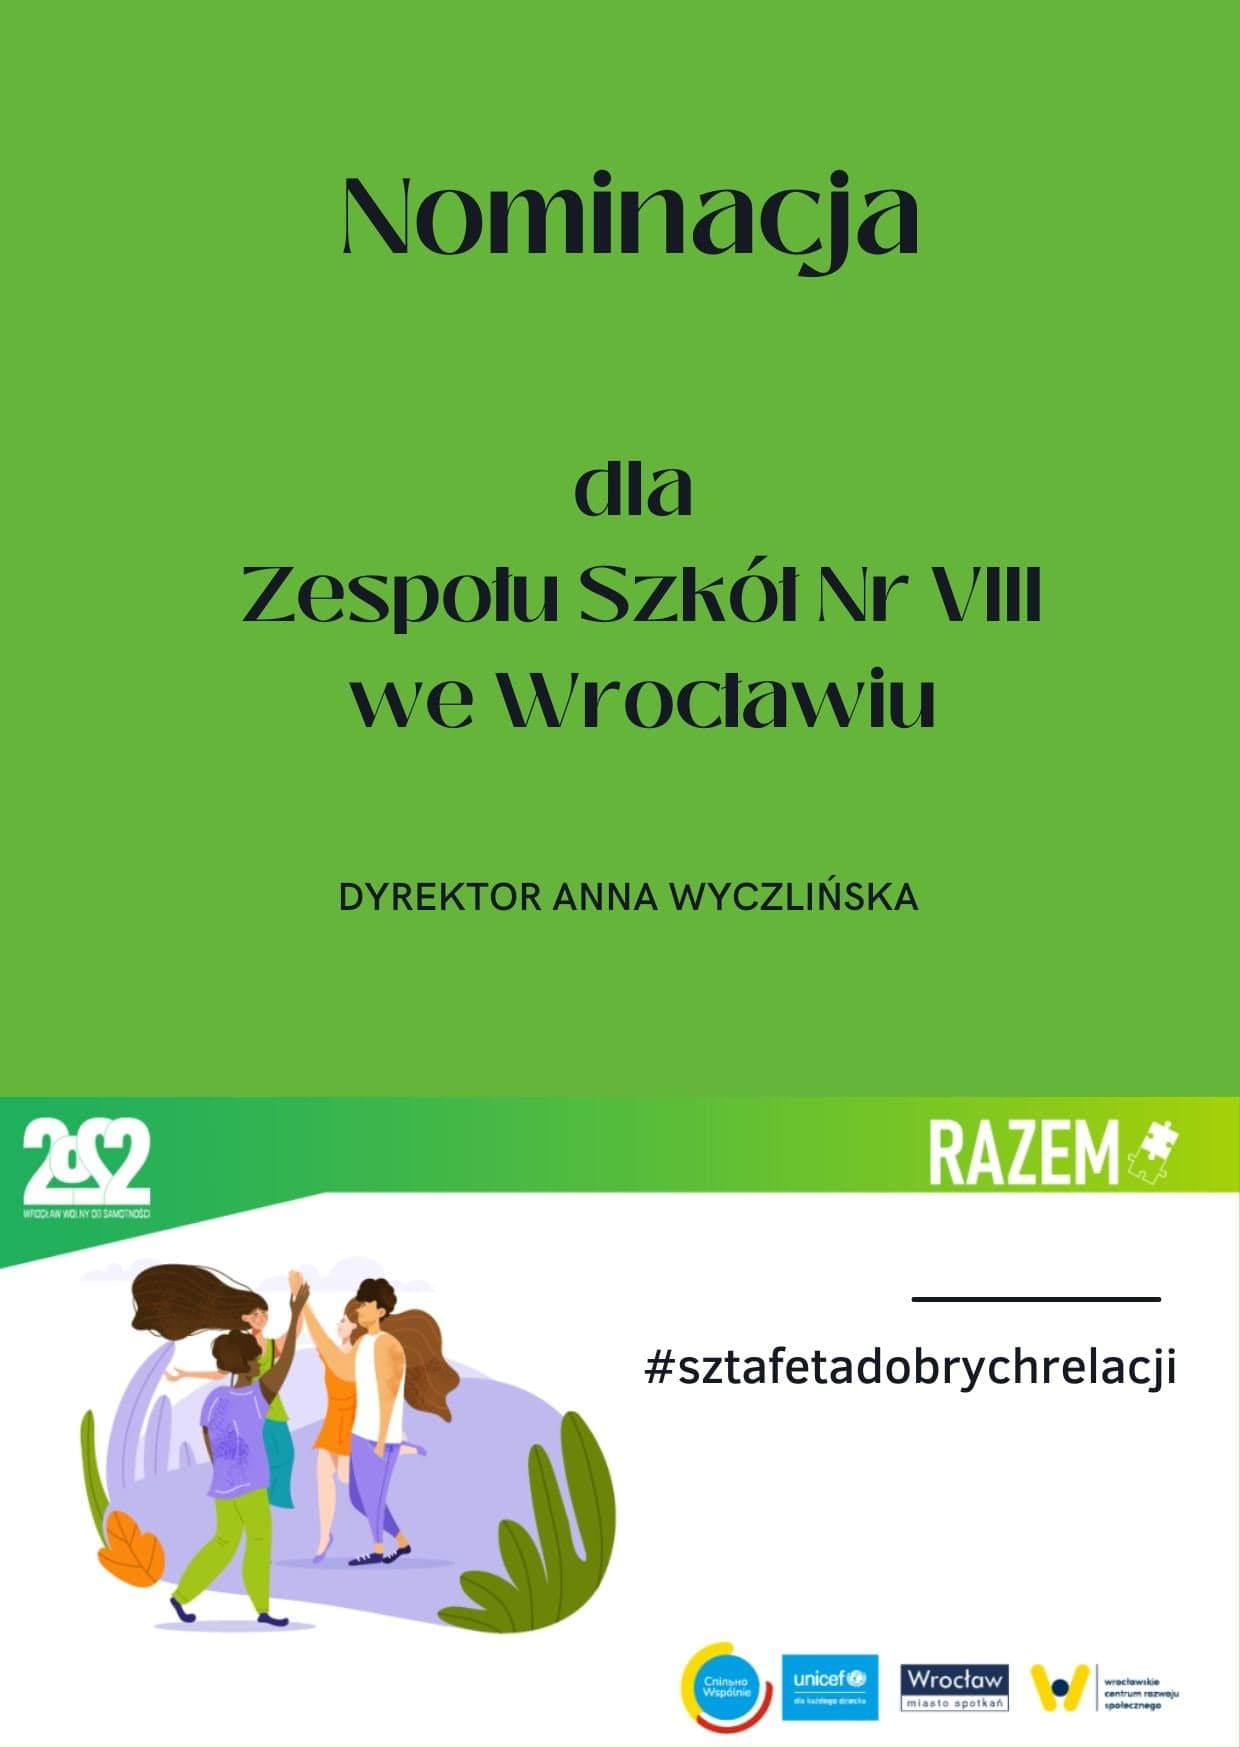 Nominacja
dla
Zespołu Szkół Nr VIII
we Wrocławiu
DYREKTOR ANNA WYCZLIŃSKA
2022
WROCŁAW WOLNY OD SAMOTNOŚCI
RAZEM
#sztafetadobrychrelacji
Спільно
Wspólnie
unicef
dla każdego dziecka
Wrocław
miasto spotkań
wrocławskie
centrum rozwoju
społecznego